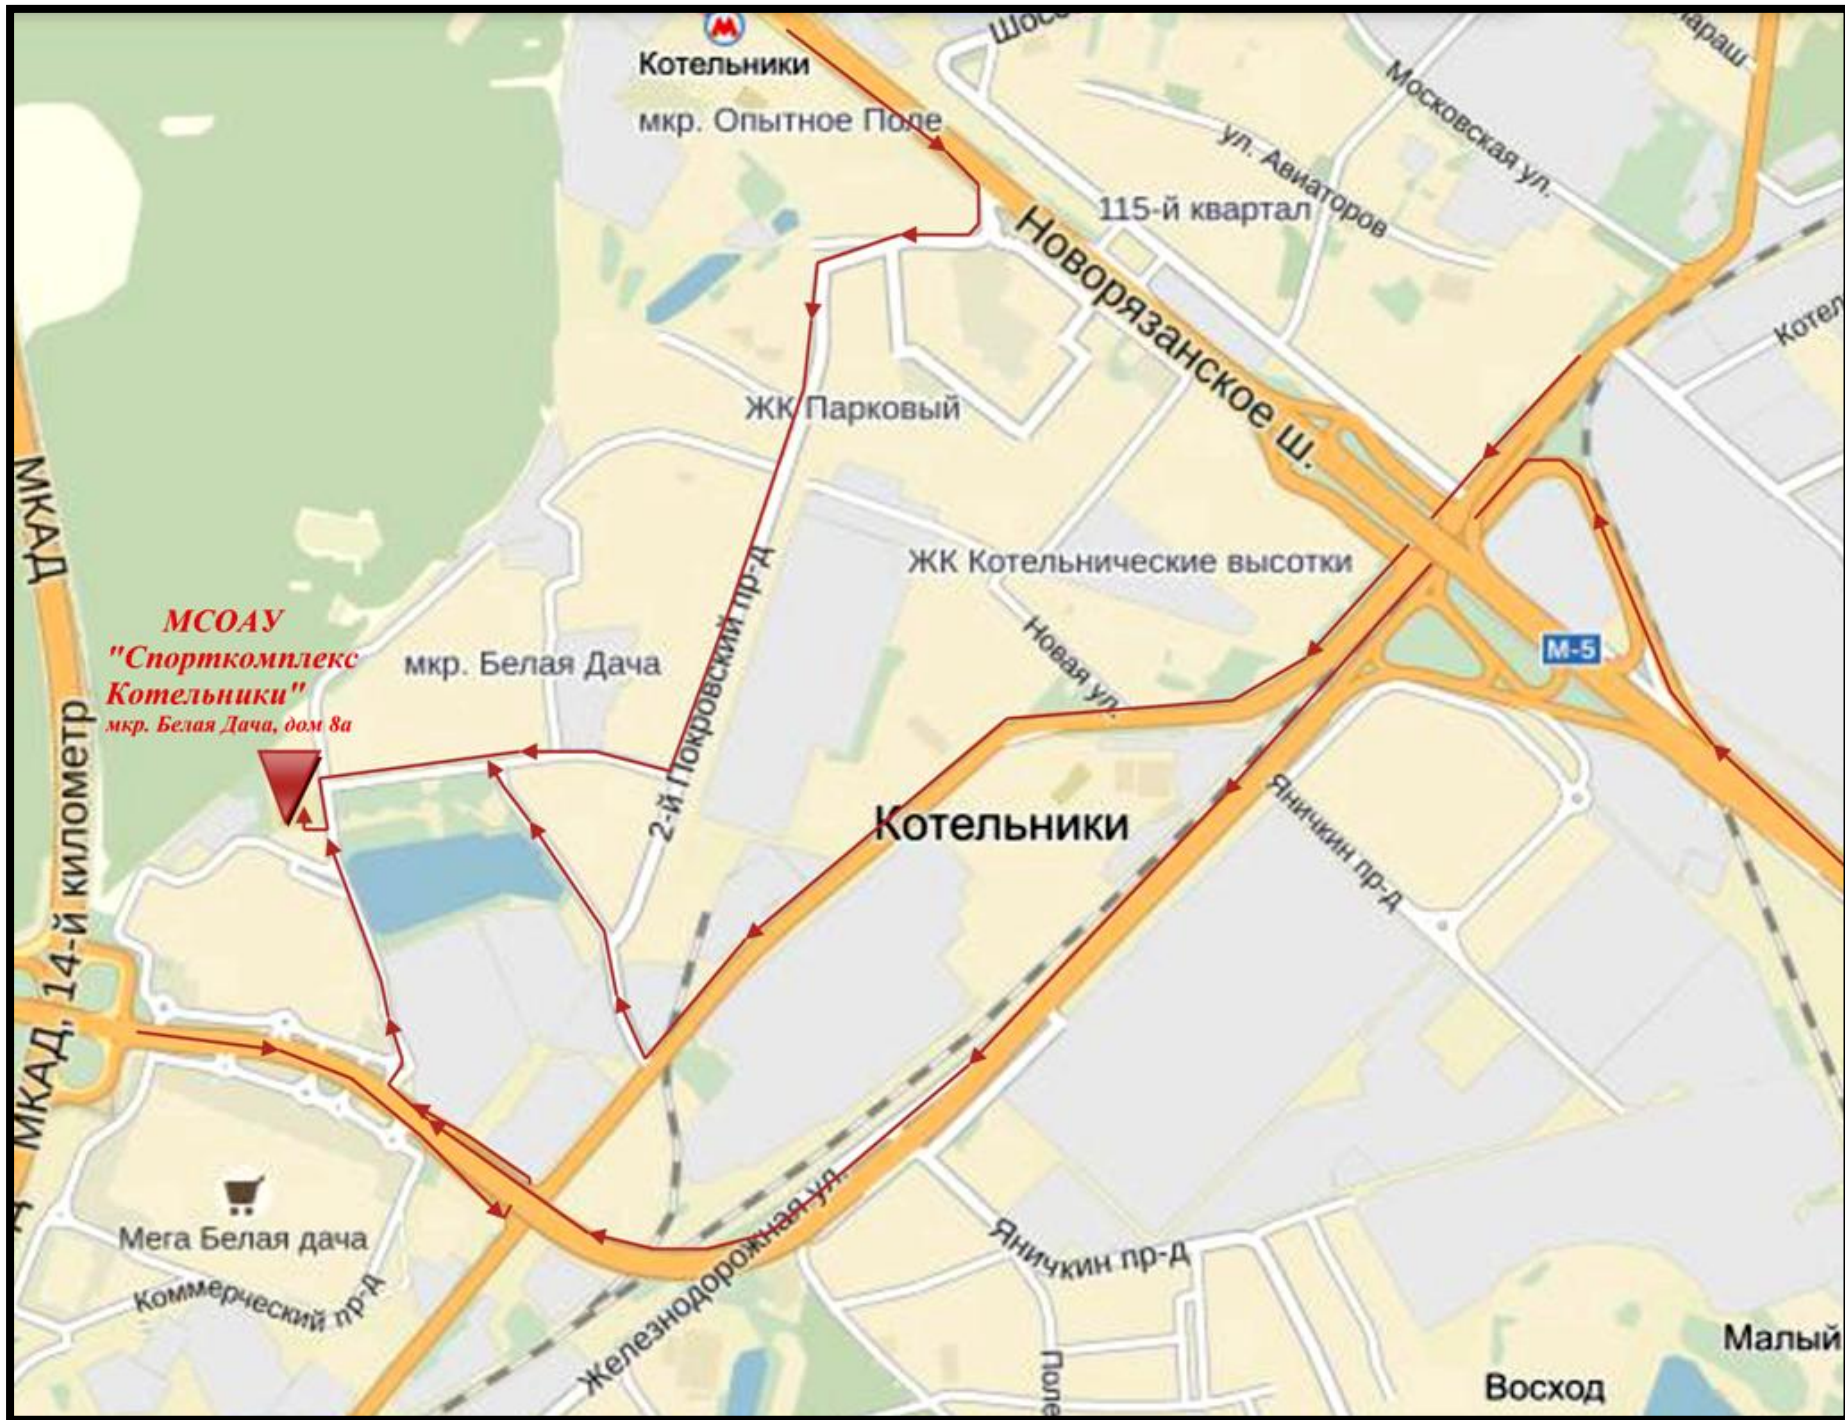 М
Котельники
мкр. Опытное Поле
Московская ул.
ул. Авиаторов
115-й квартал
Новорязанское ш.
ЖК Парковый
МКАД
ЖК Котельнические высотки
2-й Покровский пр-д
МСОАУ
"Спорткомплекс
Котельники"
мкр. Белая Дача, дом 8а
мкр. Белая Дача
Новая ул.
М-5
Котельники
Яничкин пр-д
МКАД, 14-й километр
Мега Белая дача
Коммерческий пр-д
Железнодорожная ул.
Яничкин пр-д
Малый
Восход